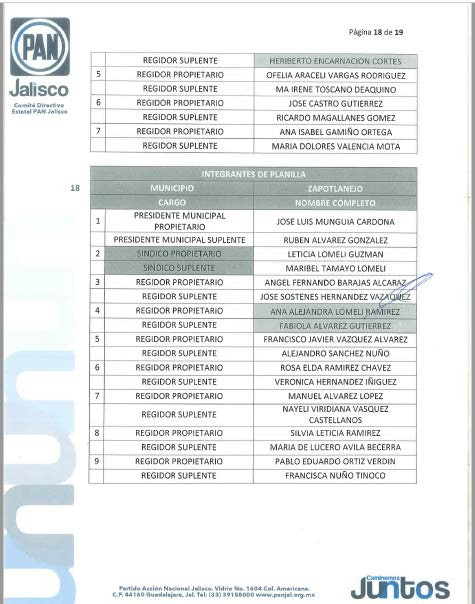 Página 18 de 19
PAN
Jalisco
Comité Directivo
Estatal PAN Jalisco
REGIDOR SUPLENTE HERIBERTO ENCARNACION CORTES
5 REGIDOR PROPIETARIO OFELIA ARACELI VARGAS RODRIGUEZ
REGIDOR SUPLENTE MA IRENE TOSCANO DEAQUINO
6 REGIDOR PROPIETARIO JOSE CASTRO GUTIERREZ
REGIDOR SUPLENTE RICARDO MAGALLANES GOMEZ
7 REGIDOR PROPIETARIO ANA ISABEL GAMIÑO ORTEGA
REGIDOR SUPLENTE MARIA DOLORES VALENCIA MOTA
INTEGRANTES DE PLANILLA
18 MUNICIPIO ZAPOTLANEJO
CARGO NOMBRE COMPLETO
1 PRESIDENTE MUNICIPAL
PROPIETARIO JOSE LUIS MUNGUIA CARDONA
PRESIDENTE MUNICIPAL SUPLENTE RUBEN ALVAREZ GONZALEZ
2 SINDICO PROPIETARIO LETICIA LOMELI GUZMAN
SINDICO SUPLENTE MARIBEL TAMAYO LOMELI
3 REGIDOR PROPIETARIO ANGEL FERNANDO BARAJAS ALCARAZ
REGIDOR SUPLENTE JOSE SOSTENES HERNANDEZ VAZAQUEZ
4 REGIDOR PROPIETARIO ANA ALEJANDRA LOMELI RAMIREZ
REGIDOR SUPLENTE FABIOLA ALVAREZ GUTIERREZ
5 REGIDOR PROPIETARIO FRANCISCO JAVIER VAZQUEZ ALVAREZ
REGIDOR SUPLENTE ALEJANDRO SANCHEZ NUÑO
6 REGIDOR PROPIETARIO ROSA ELDA RAMIREZ CHAVEZ
REGIDOR SUPLENTE VERONICA HERNANDEZ IÑIGUEZ
7 REGIDOR PROPIETARIO MANUEL ALVAREZ LOPEZ
REGIDOR SUPLENTE NAYELI VIRIDIANA VASQUEZ
CASTELLANOS
8 REGIDOR PROPIETARIO SILVIA LETICIA RAMIREZ
REGIDOR SUPLENTE MARIA DE LUCERO AVILA BECERRA
9 REGIDOR PROPIETARIO PABLO EDUARDO ORTIZ VERDIN
REGIDOR SUPLENTE FRANCISCA NUÑO TINOCO
Partido Acción Nacional Jalisco. Vidrio No. 1604 Col. Americana.
C.P. 44160 Guadalajara, Jal. Tel: (33) 39158000 www.panjal.org.mx
Caminemos
Juntos